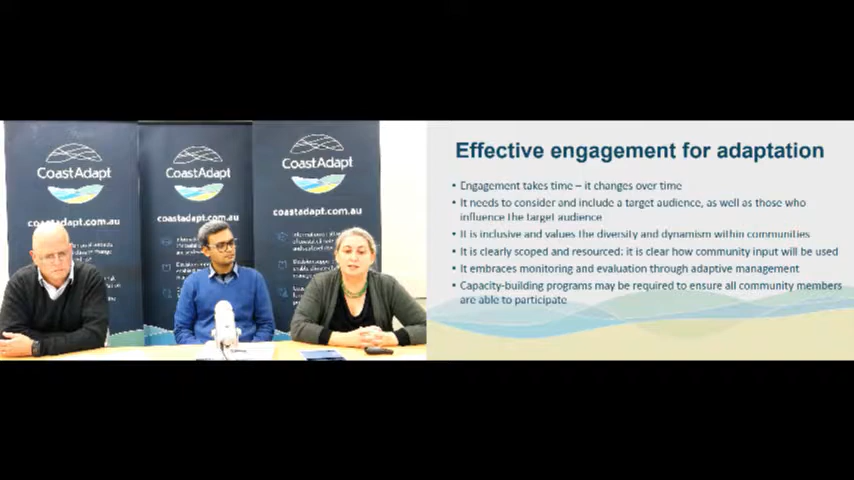 CoastAdapt
coastadapt.com.au
CoastAdapt
coastadapt.com.au
CoastAdapt
coastadapt.com.au
Effective engagement for adaptation
• Engagement takes time – it changes over time
• It needs to consider and include a target audience, as well as those who
influence the target audience
• It is inclusive and values the diversity and dynamism within communities
• It is clearly scoped and resourced: it is clear how community input will be used
• It embraces monitoring and evaluation through adaptive management
• Capacity-building programs may be required to ensure all community members
are able to participate